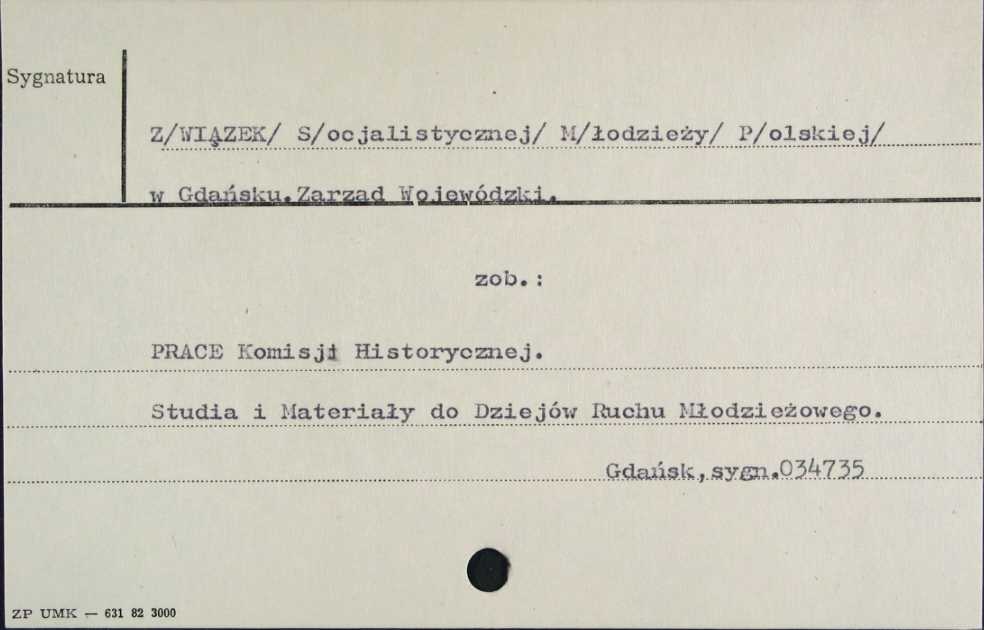 Sygnatura
Z/WIĄZEK/ S/ocjalistycznej/ M/łodzieży/ P/olskiej/
w Gdańsku.Zarząd Wojewódzki.
zob.:
PRACE Komisji Historycznej.
Studia i Materiały do Dziejów Ruchu Młodzieżowego.
Gdańsk,sygn.034735
ZP UMK — 631 82 3000